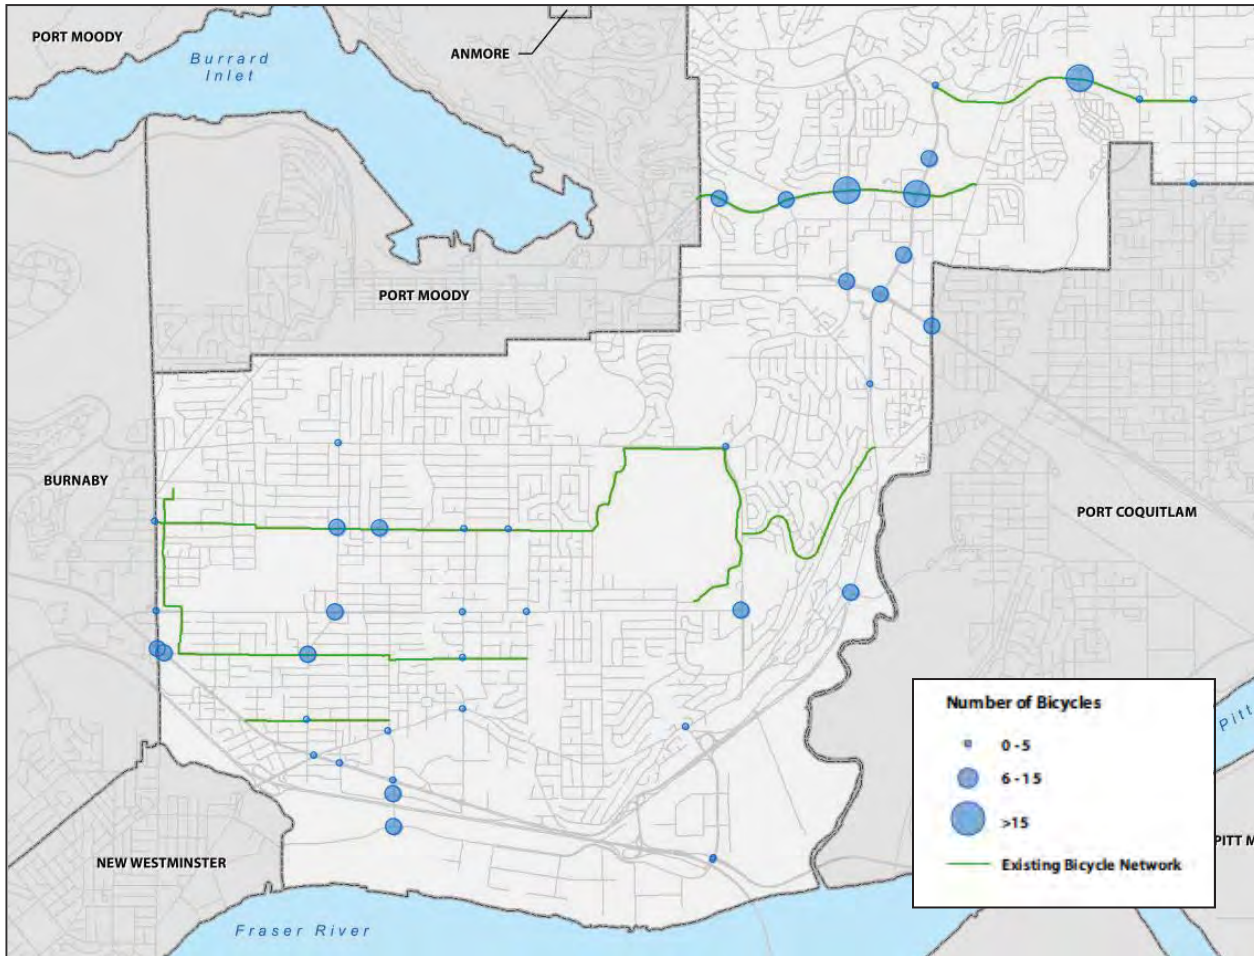 PORT MOODY
Burrard
Inlet
ANMORE
PORT MOODY
BURNABY
PORT COQUITLAM
NEW WESTMINSTER
Fraser River
Pitt
PITT M
Number of Bicycles
0 - 5
6 - 15
>15
Existing Bicycle Network